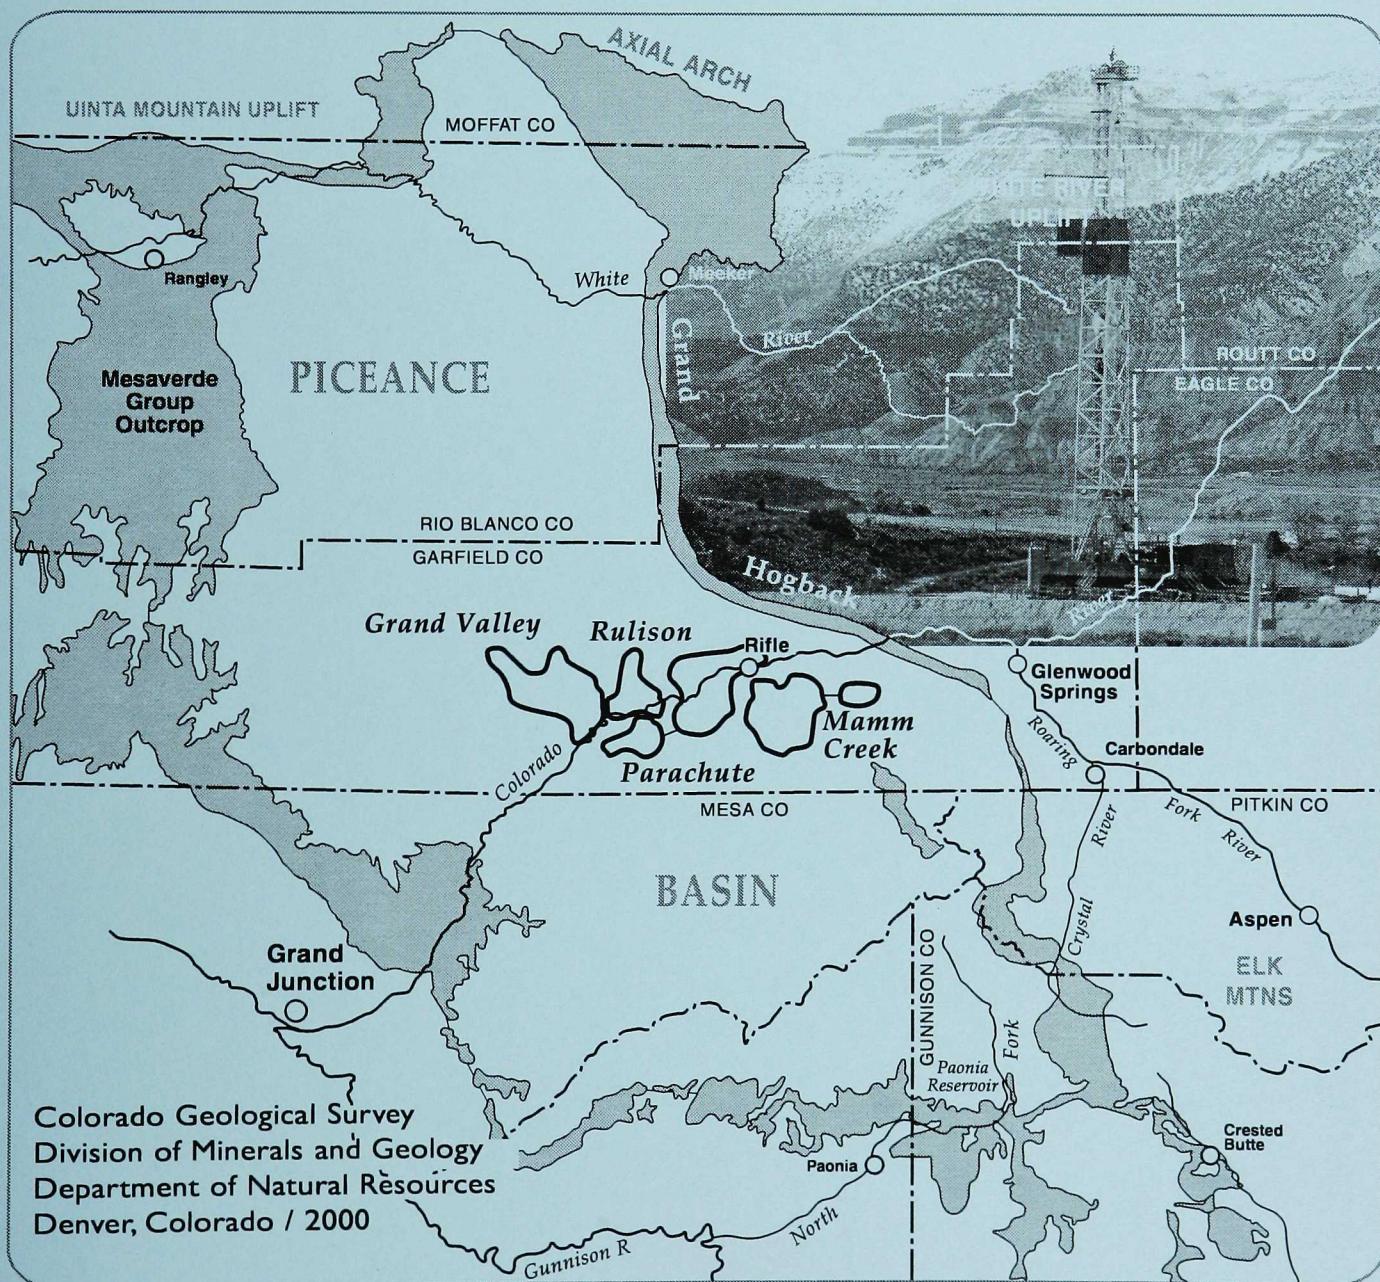 AXIAL ARCH
UINTA MOUNTAIN UPLIFT
MOFFAT CO
RIVER
UPLIFT
Rangley
White
Meeker
River
Grand
Mesaverde
Group
Outcrop
PICEANCE
ROUTT CO
EAGLE CO
RIO BLANCO CO
GARFIELD CO
Hogback
River
Grand Valley
Rulison
Rifle
Glenwood
Springs
Mamm
Creek
Roaring
Carbondale
Colorado
Parachute
MESA CO
PITKIN CO
Fork
River
River
BASIN
Crystal
Aspen
Grand
Junction
ELK
MTNS
GUNNISON CO
Fork
Paonia
Reservoir
Colorado Geological Survey
Division of Minerals and Geology
Department of Natural Resources
Denver, Colorado / 2000
Crested
Butte
Paonia
North
Gunnison R